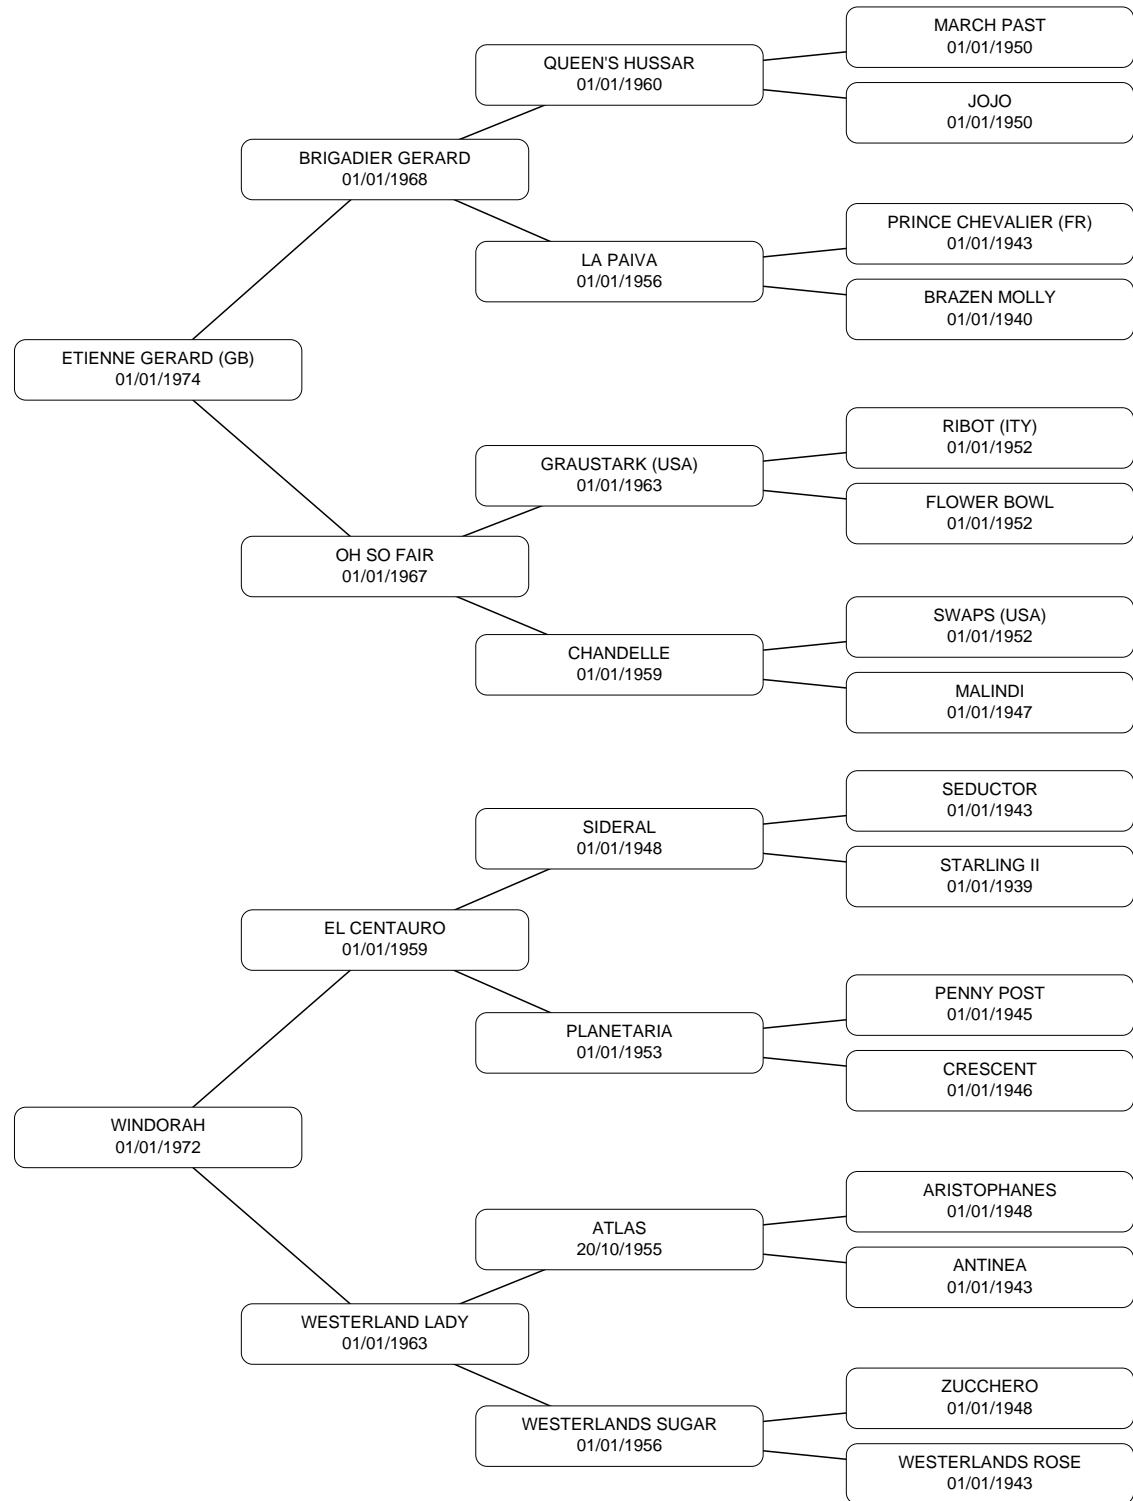 MARCH PAST
01/01/1950
QUEEN'S HUSSAR
01/01/1960
JOJO
01/01/1950
BRIGADIER GERARD
01/01/1968
PRINCE CHEVALIER (FR)
01/01/1943
LA PAIVA
01/01/1956
BRAZEN MOLLY
01/01/1940
ETIENNE GERARD (GB)
01/01/1974
RIBOT (ITY)
01/01/1952
GRAUSTARK (USA)
01/01/1963
FLOWER BOWL
01/01/1952
OH SO FAIR
01/01/1967
SWAPS (USA)
01/01/1952
CHANDELLE
01/01/1959
MALINDI
01/01/1947
SEDUCTOR
01/01/1943
SIDERAL
01/01/1948
STARLING II
01/01/1939
EL CENTAURO
01/01/1959
PENNY POST
01/01/1945
PLANETARIA
01/01/1953
CRESCENT
01/01/1946
WINDORAH
01/01/1972
ARISTOPHANES
01/01/1948
ATLAS
20/10/1955
ANTINEA
01/01/1943
WESTERLAND LADY
01/01/1963
ZUCCHERO
01/01/1948
WESTERLANDS SUGAR
01/01/1956
WESTERLANDS ROSE
01/01/1943